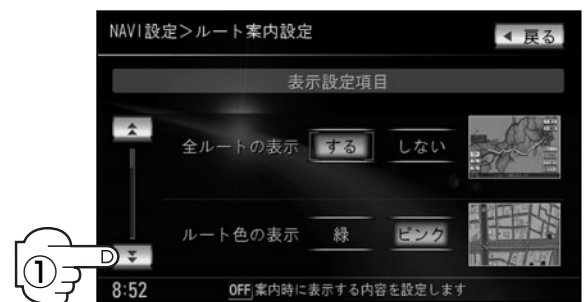 NAVI設定>ルート案内設定
◀ 戻る
表示設定項目
全ルートの表示 する しない
ルート色の表示 緑 ピンク
①
8:52 OFF案内時に表示する内容を設定します